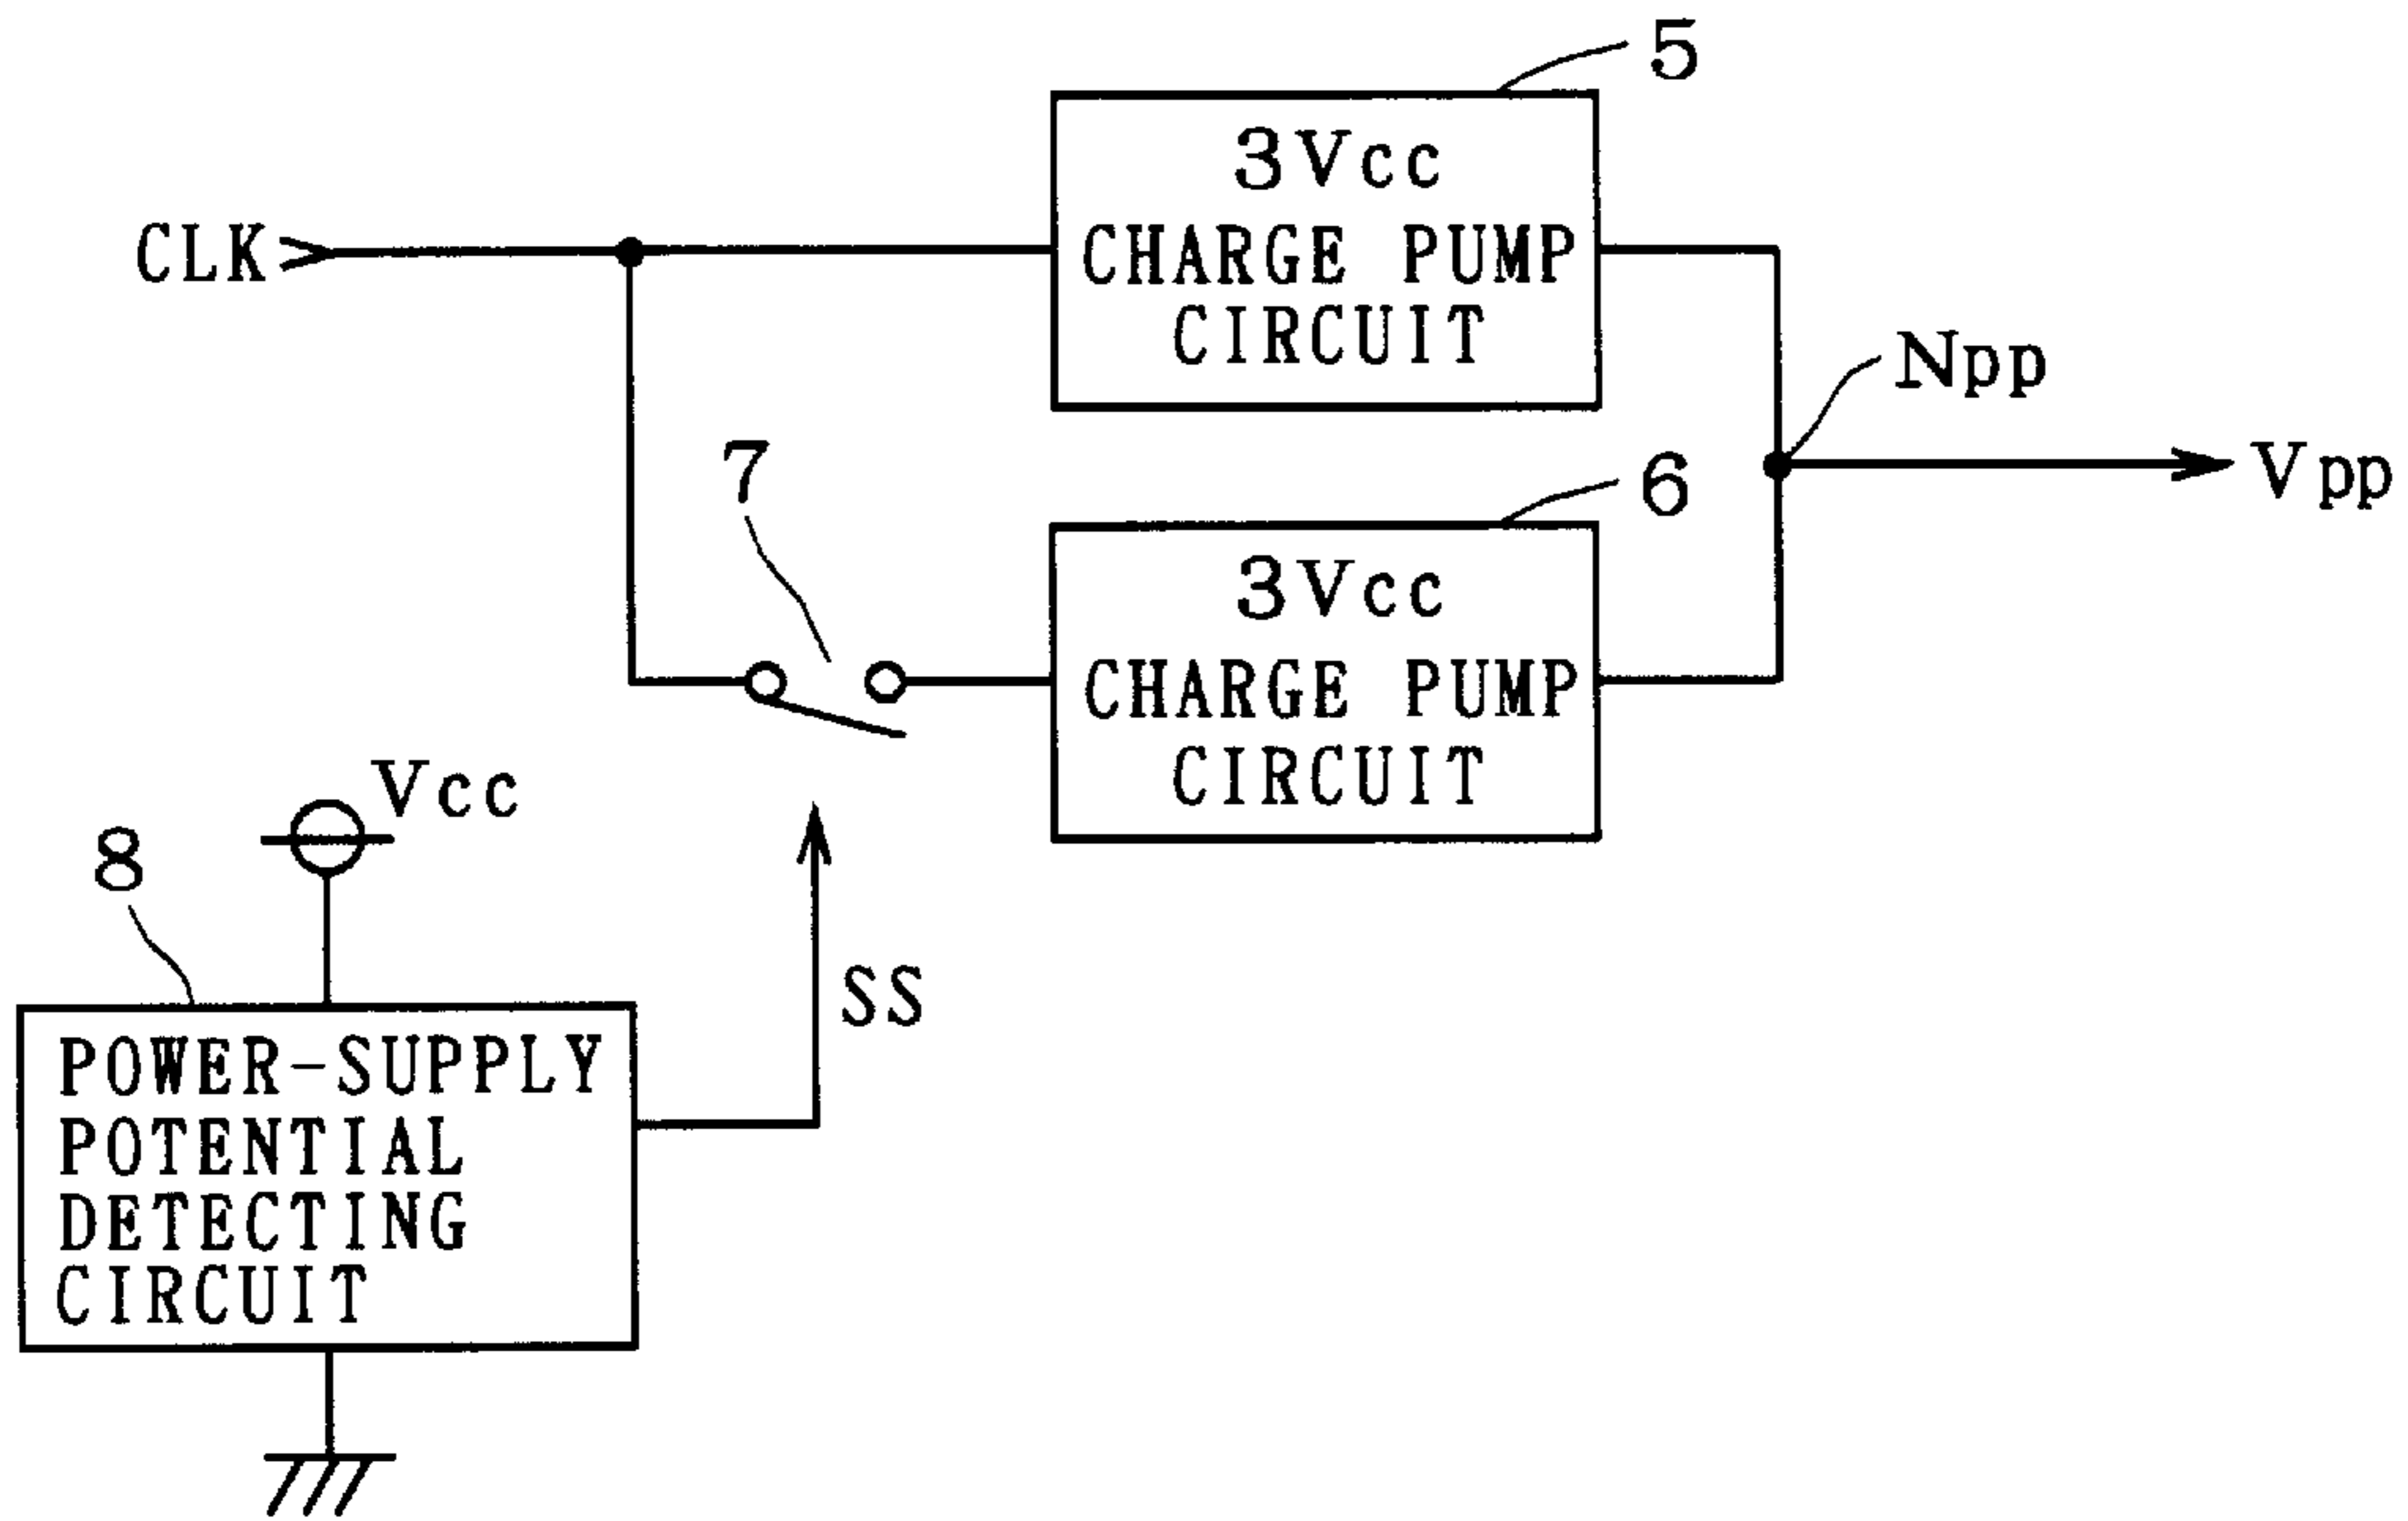 5
3Vcc
CHARGE PUMP
CIRCUIT
CLK
Npp
Vpp
7
6
3Vcc
CHARGE PUMP
CIRCUIT
Vcc
8
SS
POWER-SUPPLY
POTENTIAL
DETECTING
CIRCUIT